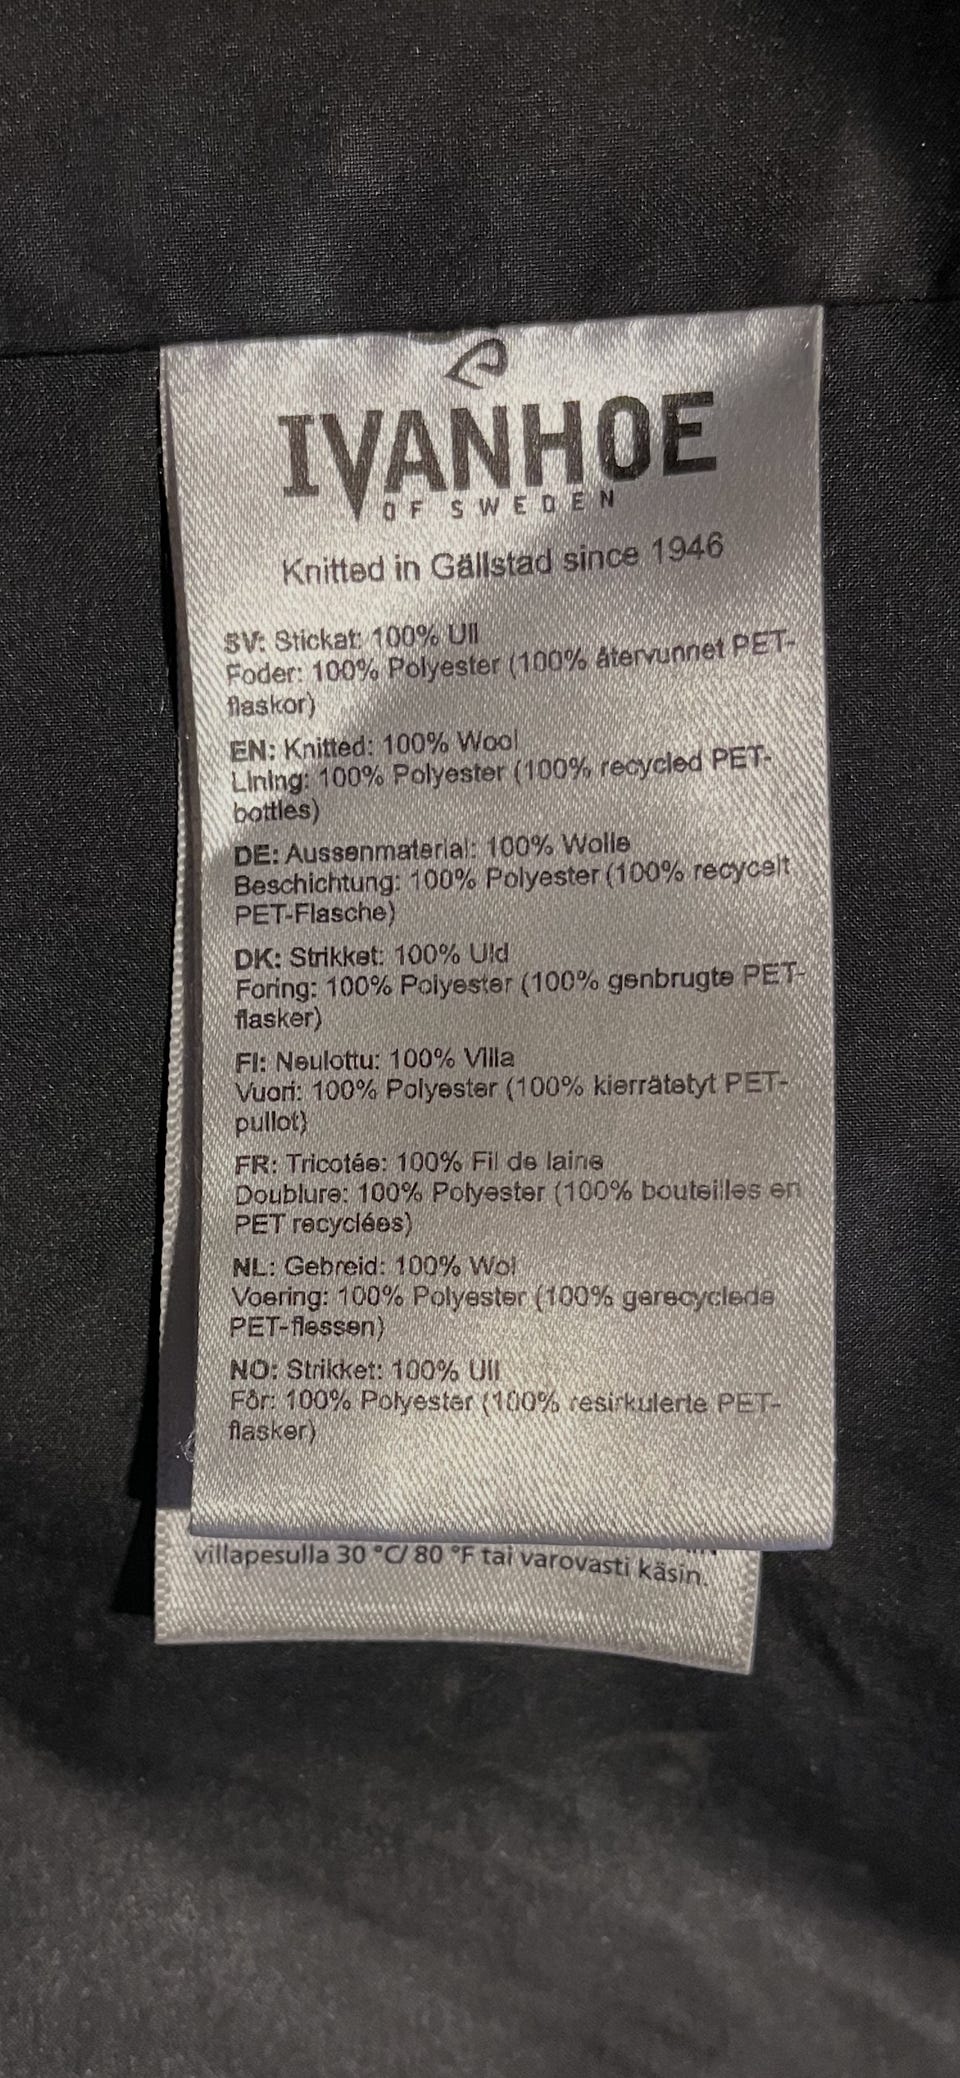 IVANHOE
OF SWEDEN
Knitted in Gällstad since 1946
SV: Stickat: 100% Ull
Foder: 100% Polyester (100% återvunnet PET-
flaskor)
EN: Knitted: 100% Wool
Lining: 100% Polyester (100% recycled PET-
bottles)
DE: Aussenmaterial: 100% Wolle
Beschichtung: 100% Polyester (100% recycelt
PET-Flasche)
DK: Strikket: 100% Uld
Foring: 100% Polyester (100% genbrugte PET-
flasker)
FI: Neulottu: 100% Villa
Vuori: 100% Polyester (100% kierrätetyt PET-
pullot)
FR: Tricotée: 100% Fil de laine
Doublure: 100% Polyester (100% bouteilles en
PET recyclées)
NL: Gebreid: 100% Wol
Voering: 100% Polyester (100% gerecyclede
PET-flessen)
NO: Strikket: 100% Ull
Fôr: 100% Polyester (100% resirkulerte PET-
flasker)
villapesulla 30 °C/ 80 °F tai varovasti käsin.